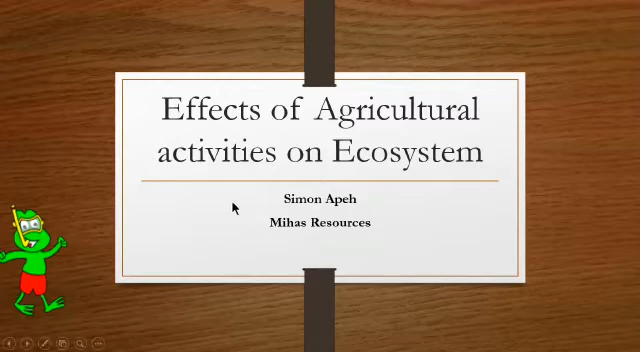 Effects of Agricultural
activities on Ecosystem
Simon Apeh
Mihas Resources